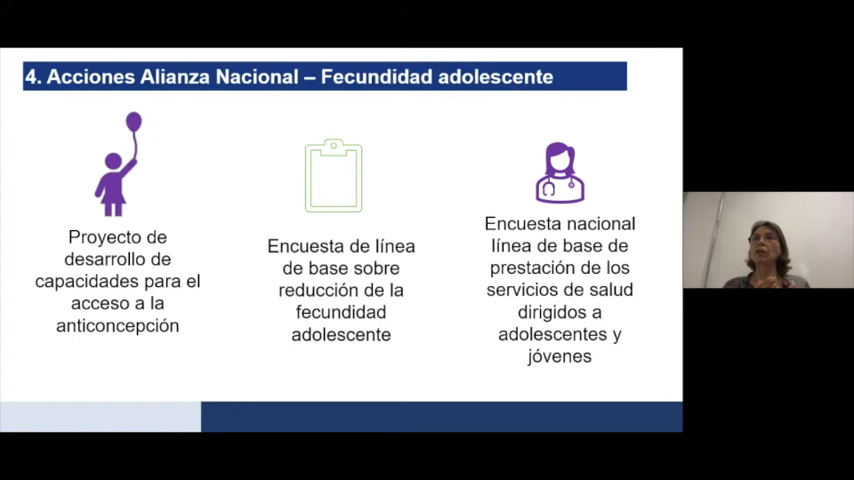 4. Acciones Alianza Nacional – Fecundidad adolescente
Proyecto de
desarrollo de
capacidades para el
acceso a la
anticoncepción
Encuesta de línea
de base sobre
reducción de la
fecundidad
adolescente
Encuesta nacional
línea de base de
prestación de los
servicios de salud
dirigidos a
adolescentes y
jóvenes